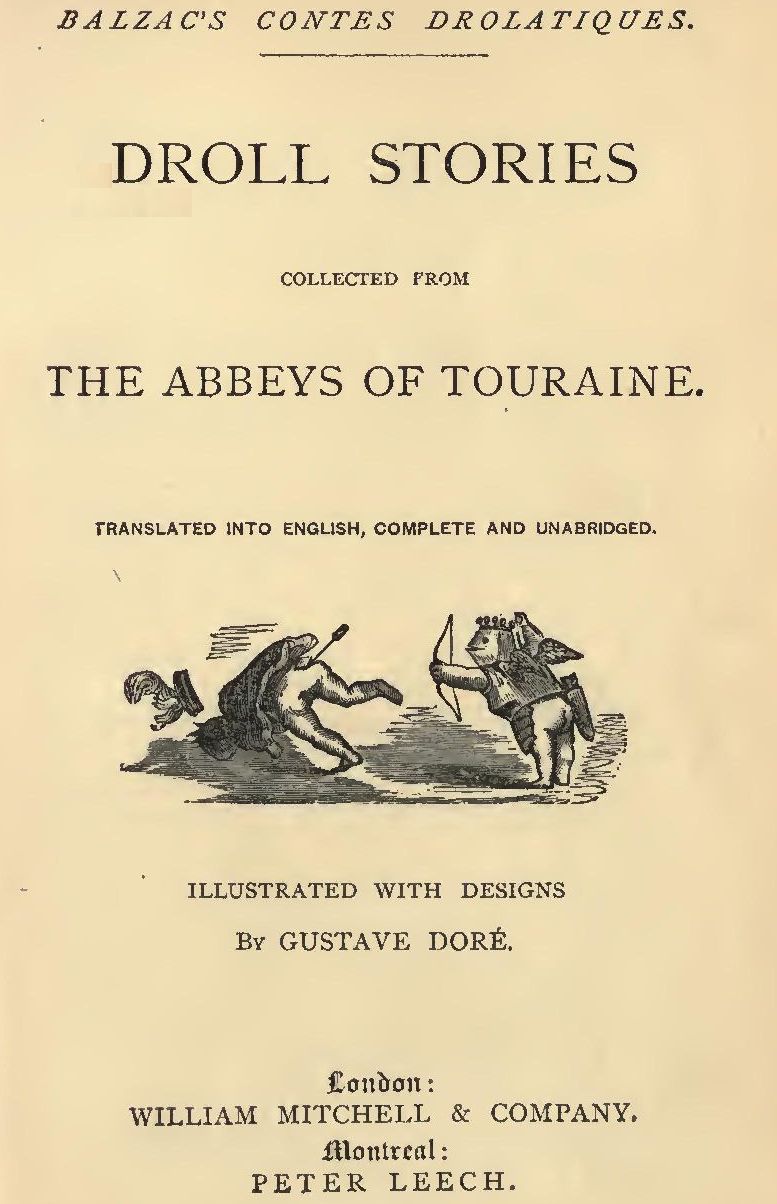 BALZAC'S CONTES DROLATIQUES.
DROLL STORIES
COLLECTED FROM
THE ABBEYS OF TOURAINE.
TRANSLATED INTO ENGLISH, COMPLETE AND UNABRIDGED.
ILLUSTRATED WITH DESIGNS
BY GUSTAVE DORÉ.
London:
WILLIAM MITCHELL & COMPANY.
Montreal:
PETER LEECH.